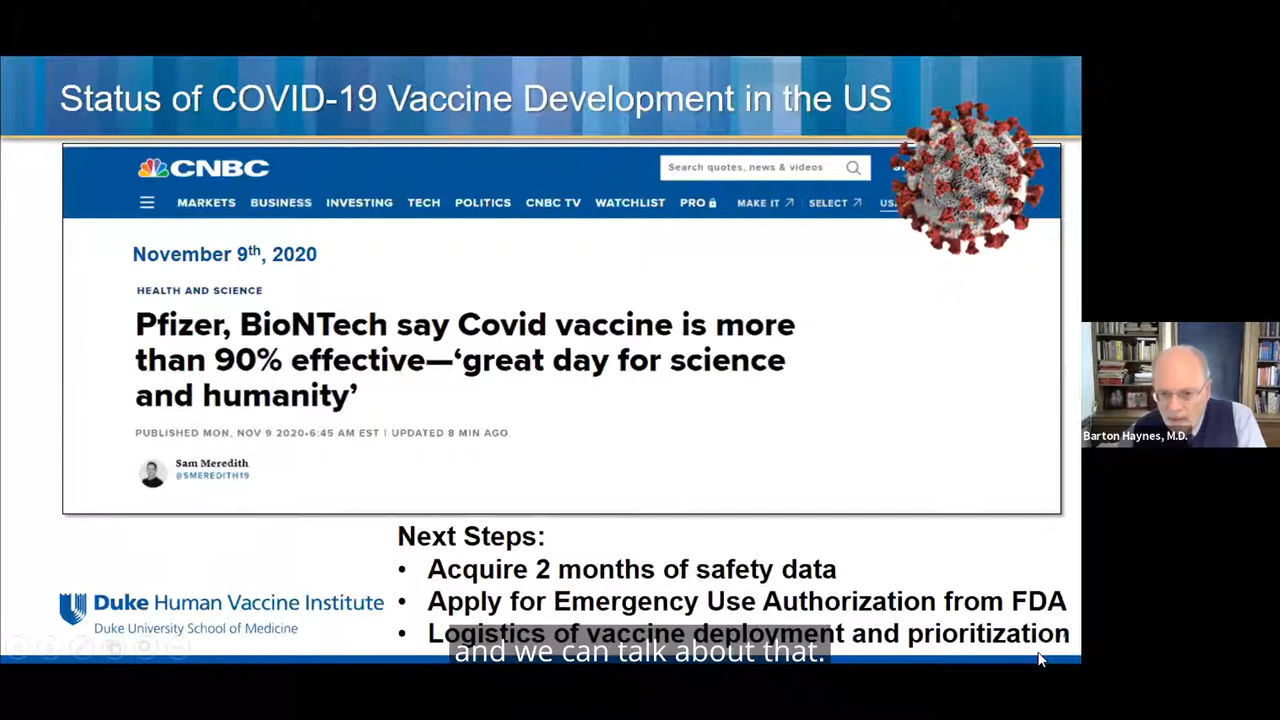 Status of COVID-19 Vaccine Development in the US
CNBC
Search quotes, news & videos
MARKETS BUSINESS INVESTING TECH POLITICS CNBC TV WATCHLIST PRO MAKE IT SELECT
November 9th, 2020
HEALTH AND SCIENCE
Pfizer, BioNTech say Covid vaccine is more
than 90% effective—‘great day for science
and humanity’
PUBLISHED MON, NOV 9 2020•6:45 AM EST | UPDATED 8 MIN AGO
Sam Meredith
@SMEREDITH19
Barton Haynes, M.D.
Next Steps:
• Acquire 2 months of safety data
• Apply for Emergency Use Authorization from FDA
• Logistics of vaccine deployment and prioritization
Duke Human Vaccine Institute
Duke University School of Medicine
and we can talk about that.